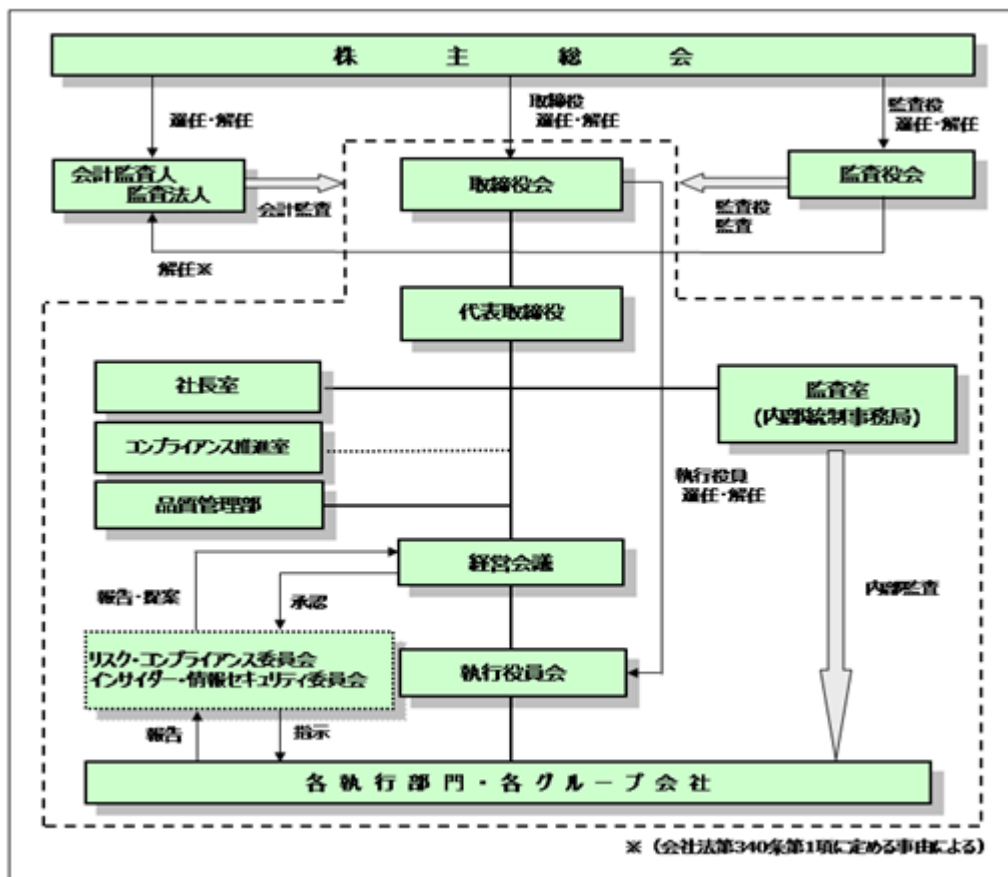 株主総会
選任・解任
取締役
選任・解任
監査役
選任・解任
会計監査人
監査法人
会計監査
取締役会
監査役会
監査役
監査
解任※
代表取締役
社長室
監査室
(内部統制事務局)
コンプライアンス推進室
執行役員
選任・解任
品質管理部
経営会議
報告・提案
承認
内部監査
リスク・コンプライアンス委員会
インサイダー・情報セキュリティ委員会
執行役員会
報告
指示
各執行部門・各グループ会社
※（会社法第340条第1項に定める事由による）